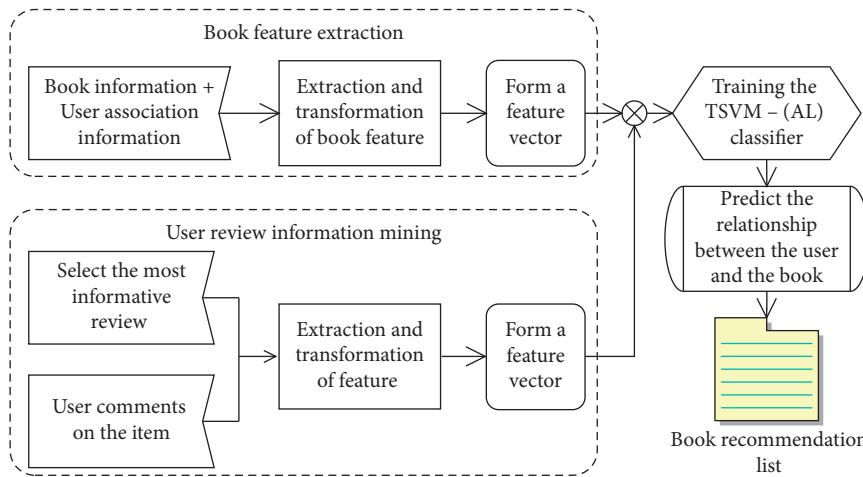 Book feature extraction
Book information +
User association
information
Extraction and
transformation
of book feature
Form a
feature
vector
Training the
TSVM – (AL)
classifier
Predict the
relationship
between the user
and the book
User review information mining
Select the most
informative
review
User comments
on the item
Extraction and
transformation
of feature
Form a
feature
vector
Book recommendation
list